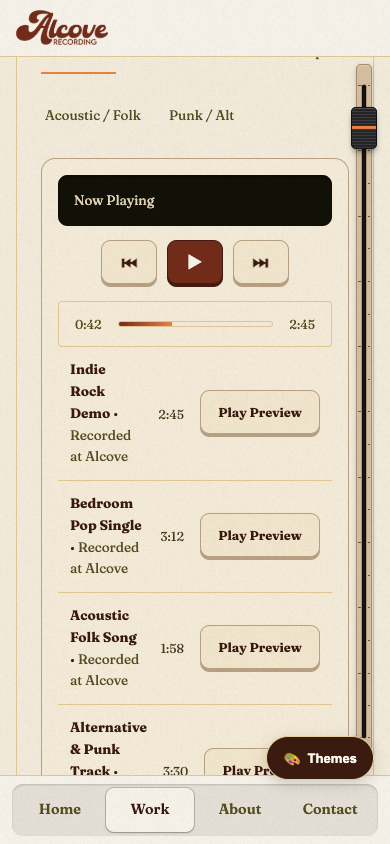 Alcove
RECORDING
Acoustic / Folk Punk / Alt
Now Playing
0:42 2:45
Indie
Rock
Demo •
Recorded
at Alcove
2:45
Play Preview
Bedroom
Pop Single
• Recorded
at Alcove
3:12
Play Preview
Acoustic
Folk Song
• Recorded
at Alcove
1:58
Play Preview
Alternative
& Punk
Track •
3:30
Play Pr
Themes
Home Work About Contact